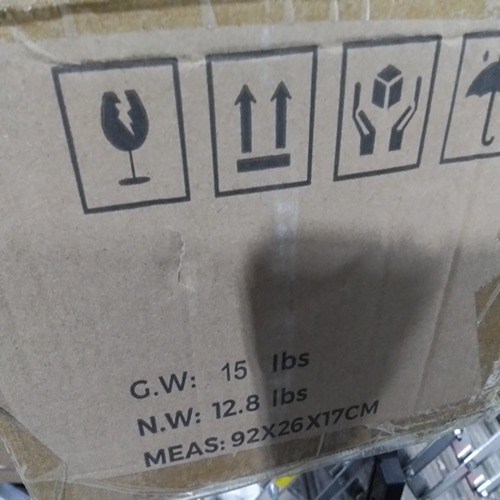 G.W: 15 lbs
N.W: 12.8 lbs
MEAS: 92X26X17CM